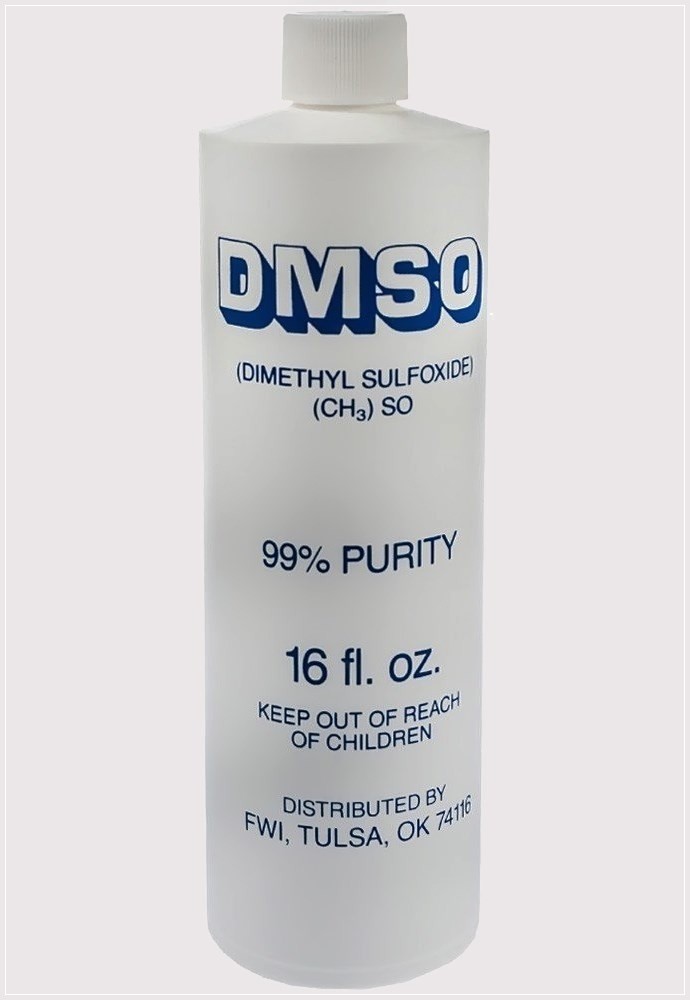 DMSO
(DIMETHYL SULFOXIDE)
(CH₃) SO
99% PURITY
16 fl. oz.
KEEP OUT OF REACH
OF CHILDREN
DISTRIBUTED BY
FWI, TULSA, OK 74116